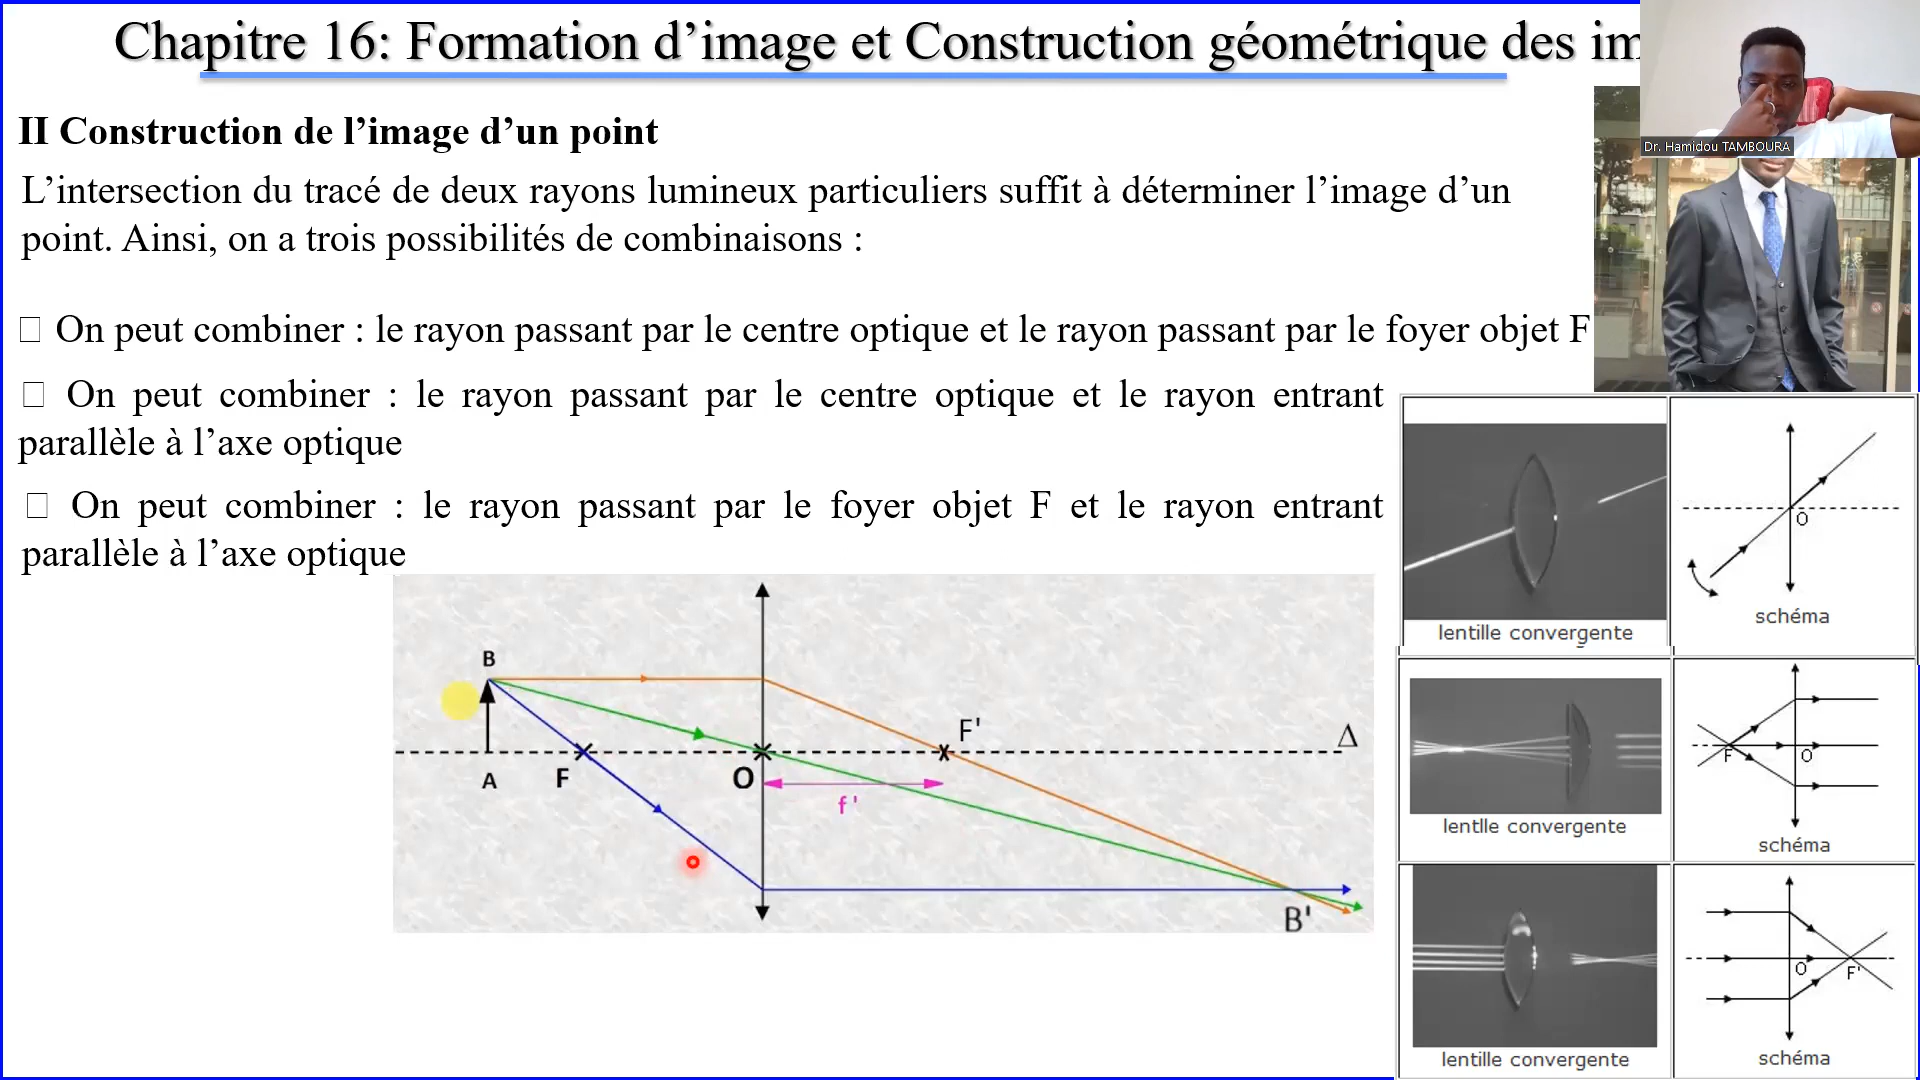 Chapitre 16: Formation d’image et Construction géométrique des im
Dr. Hamidou TAMBOURA
II Construction de l’image d’un point
L’intersection du tracé de deux rayons lumineux particuliers suffit à déterminer l’image d’un
point. Ainsi, on a trois possibilités de combinaisons :
On peut combiner : le rayon passant par le centre optique et le rayon passant par le foyer objet F
On peut combiner : le rayon passant par le centre optique et le rayon entrant
parallèle à l’axe optique
On peut combiner : le rayon passant par le foyer objet F et le rayon entrant
parallèle à l’axe optique
B
F'
Δ
A
F
O
f'
B'
O
schéma
lentille convergente
F
O
lentlle convergente
schéma
O
F'
lentille convergente
schéma